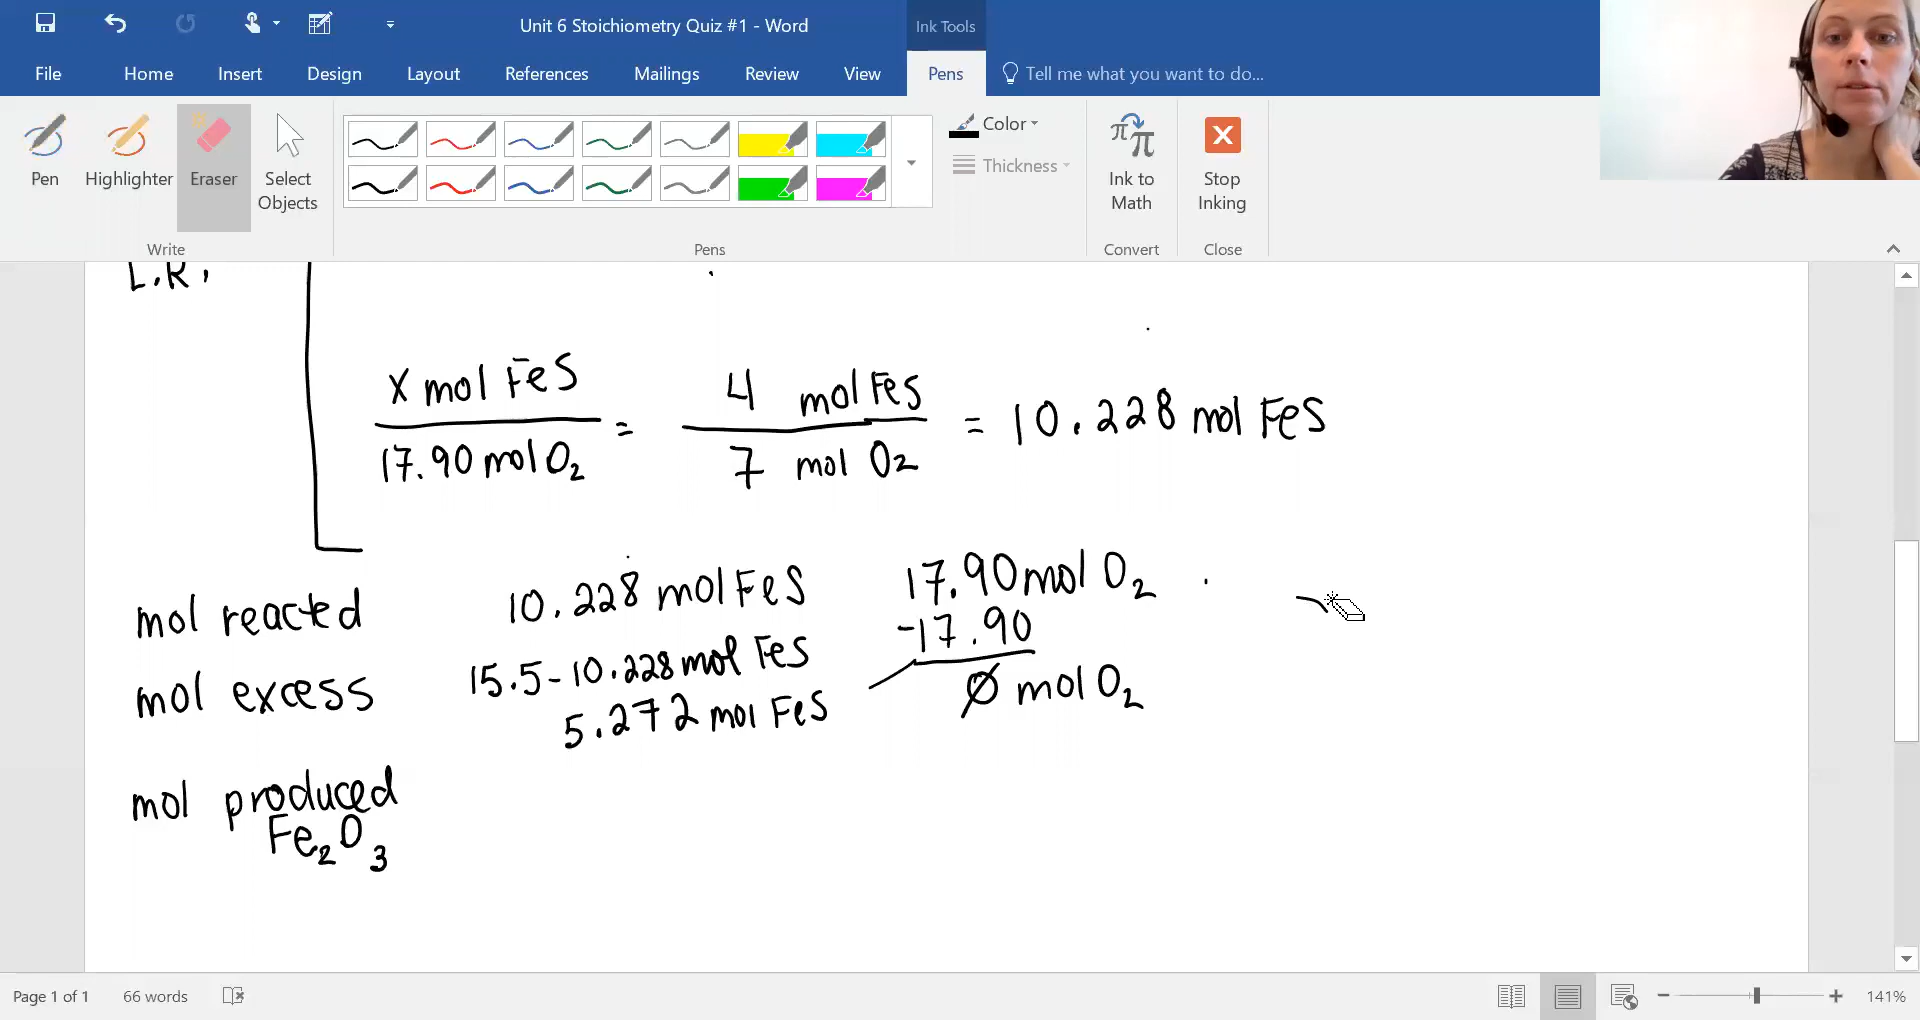 Unit 6 Stoichiometry Quiz #1 - Word
Ink Tools
File Home Insert Design Layout References Mailings Review View Pens Tell me what you want to do...
Pen Highlighter Eraser Select Objects
Color
Thickness
Ink to Math
Stop Inking
Write Pens Convert Close
L.R.
x mol FeS / 17.90 mol O₂ = 4 mol FeS / 7 mol O₂ = 10.228 mol FeS
mol reacted 10.228 mol FeS 17.90 mol O₂
-17.90
mol excess 15.5-10.228 mol FeS
5.272 mol FeS 0 mol O₂
mol produced
Fe₂O₃
Page 1 of 1 66 words 141%